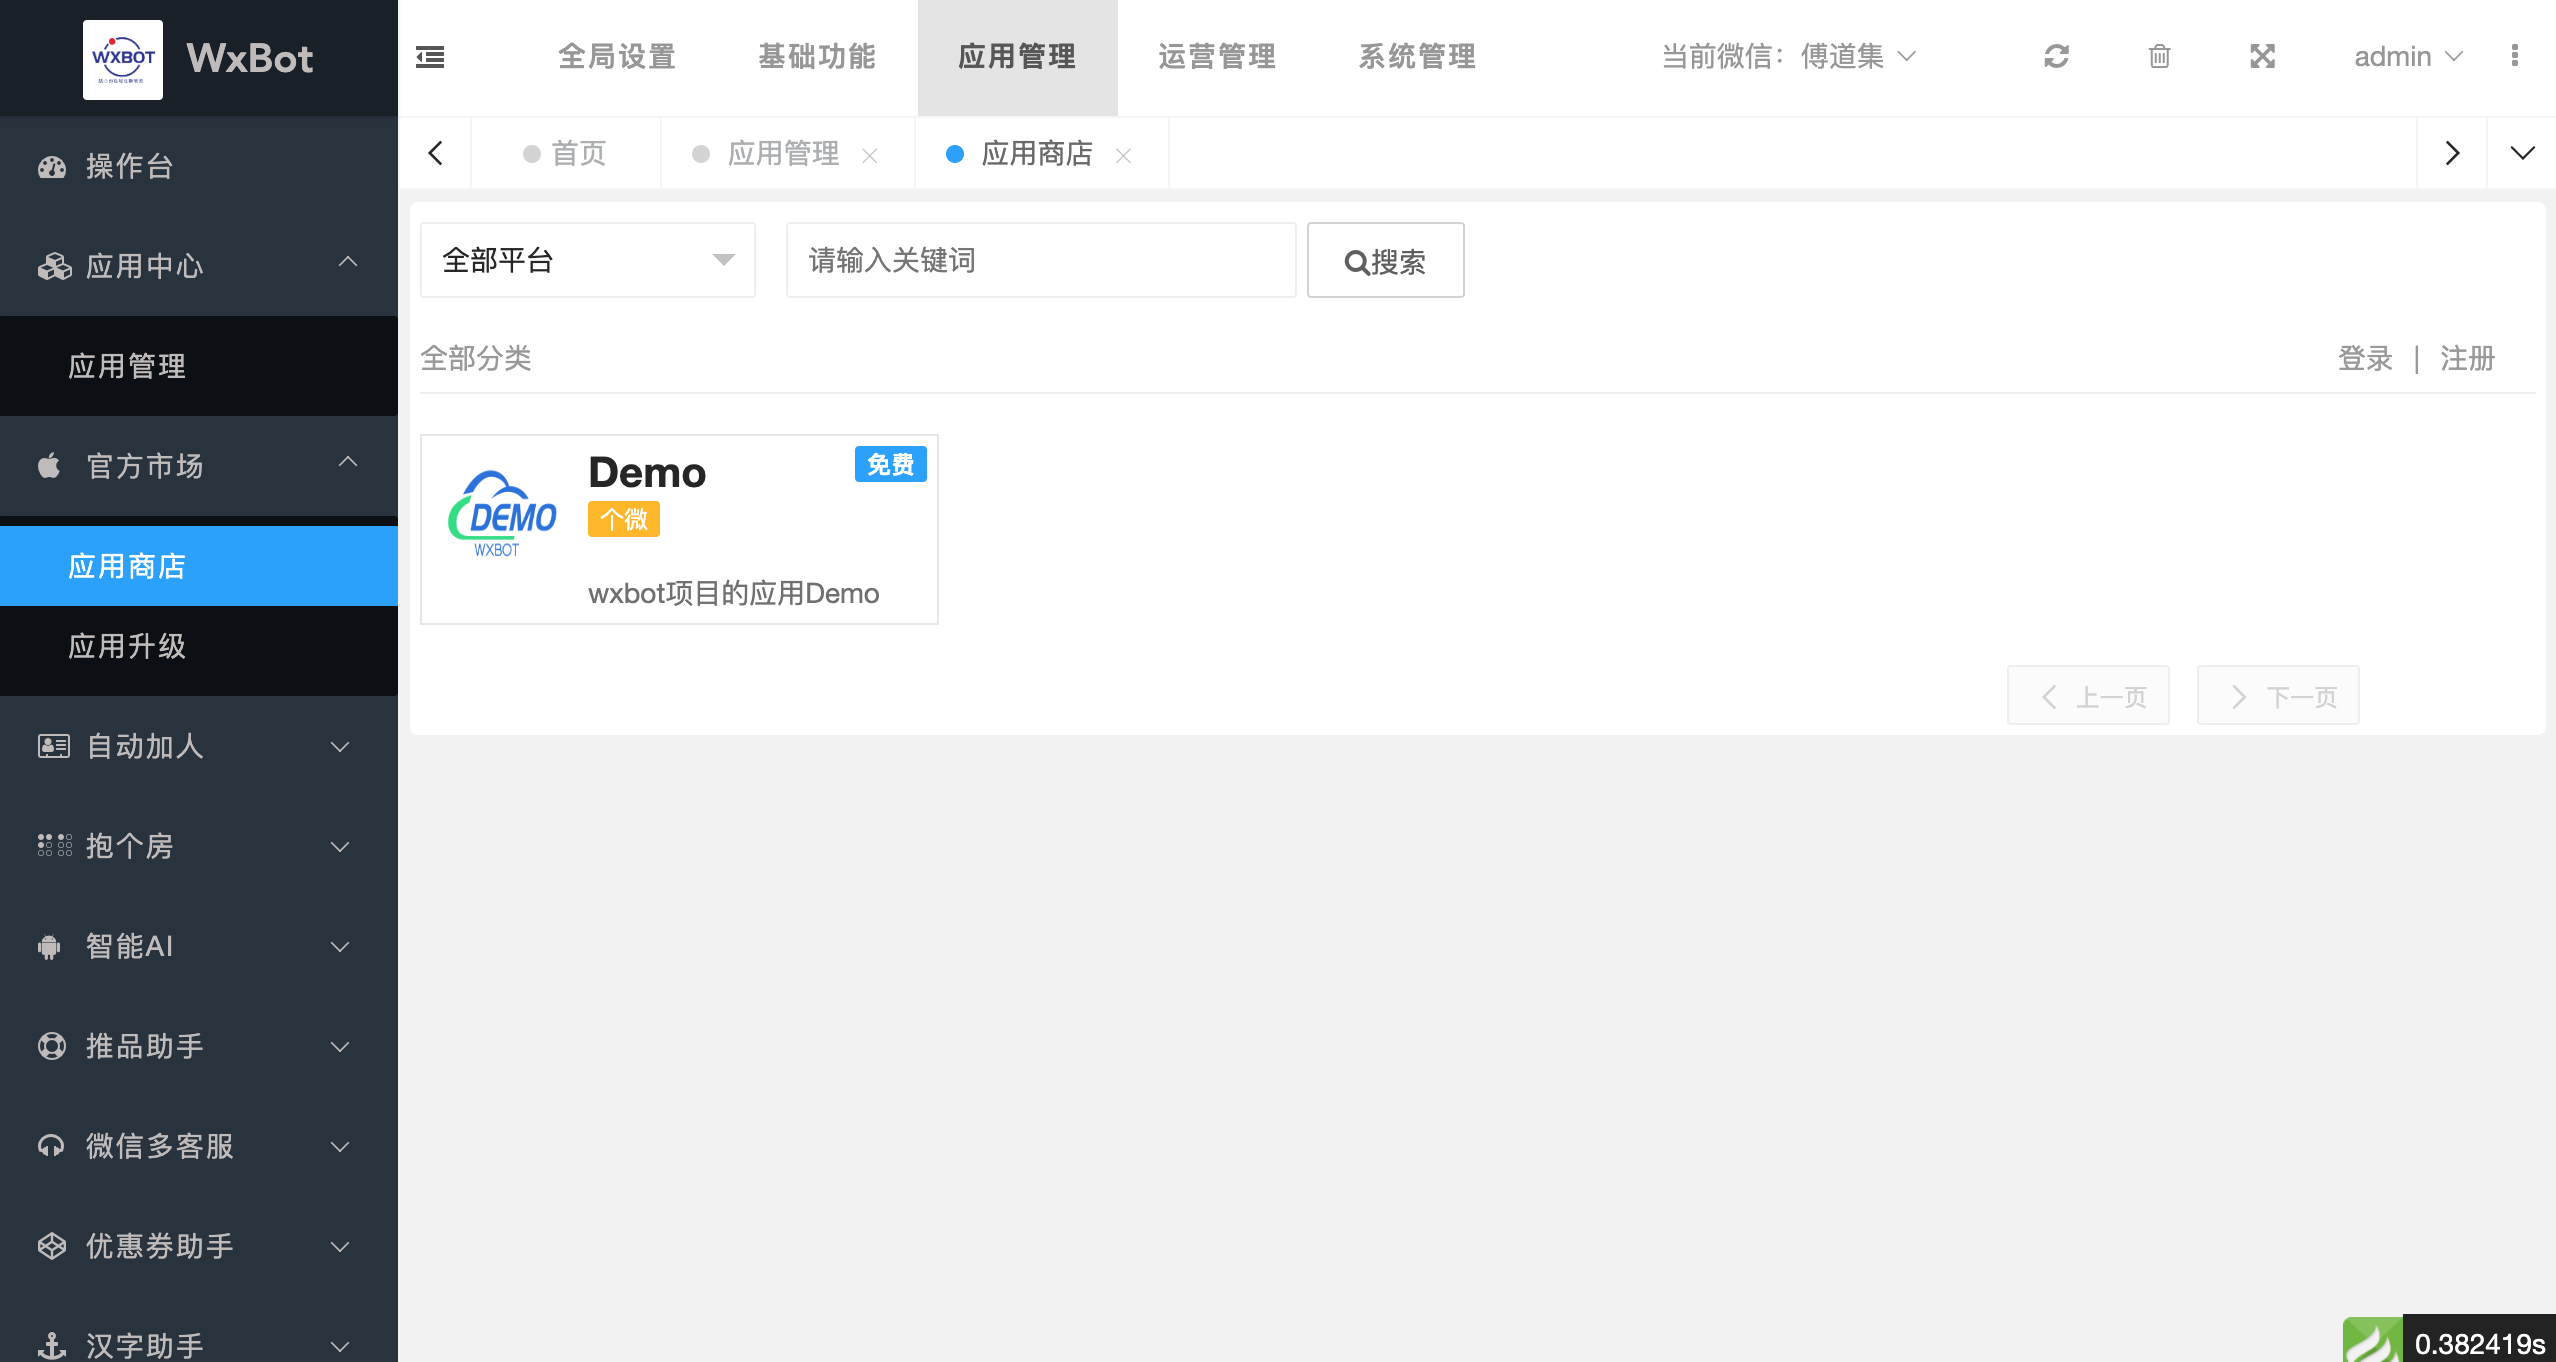 WXBOT
WxBot
全局设置
基础功能
应用管理
运营管理
系统管理
当前微信：傅道集
admin
首页
应用管理
应用商店
操作台
应用中心
应用管理
官方市场
应用商店
应用升级
自动加人
抱个房
智能AI
推品助手
微信多客服
优惠券助手
汉字助手
全部平台
请输入关键词
搜索
全部分类
登录 | 注册
DEMO
WXBOT
Demo
免费
个微
wxbot项目的应用Demo
上一页
下一页
0.382419s